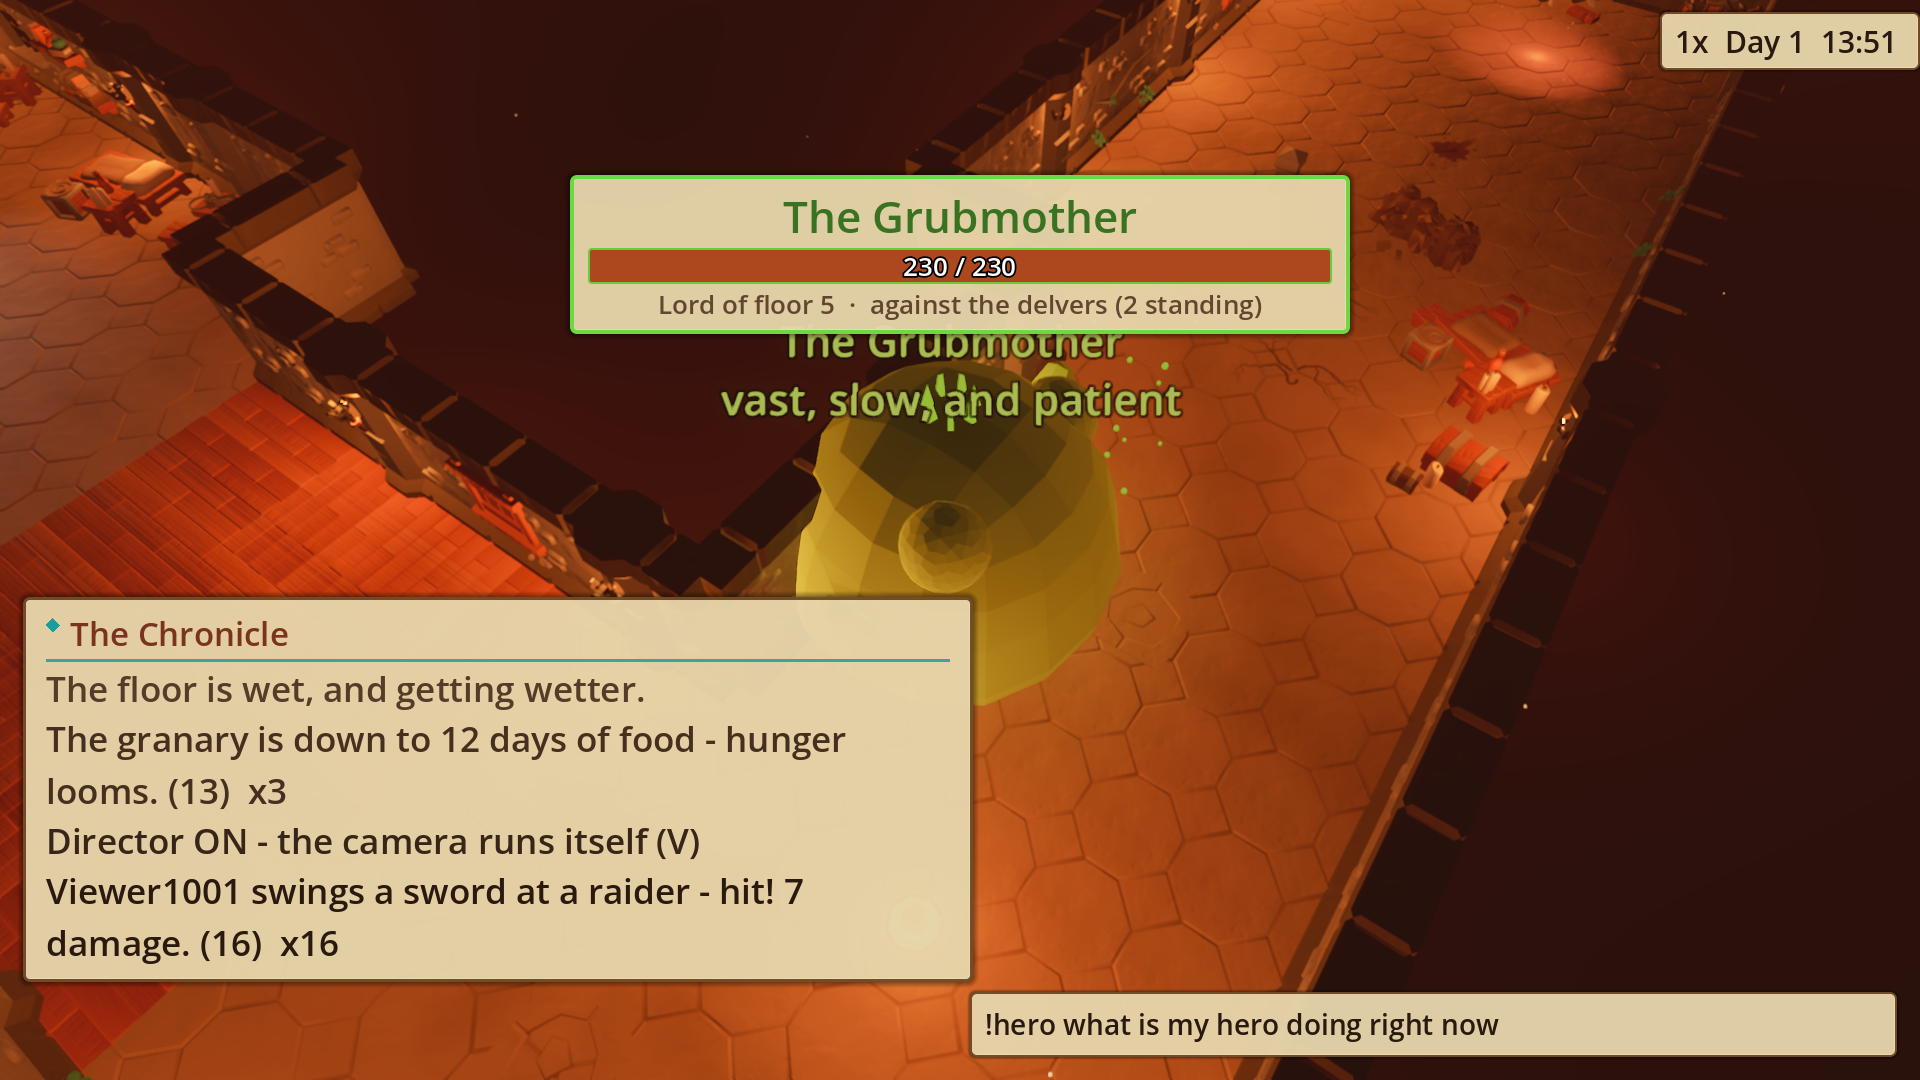 1x Day 1 13:51
The Grubmother
230 / 230
Lord of floor 5 · against the delvers (2 standing)
The Grubmother
vast, slow and patient
The Chronicle
The floor is wet, and getting wetter.
The granary is down to 12 days of food - hunger
looms. (13) x3
Director ON - the camera runs itself (V)
Viewer1001 swings a sword at a raider - hit! 7
damage. (16) x16
!hero what is my hero doing right now